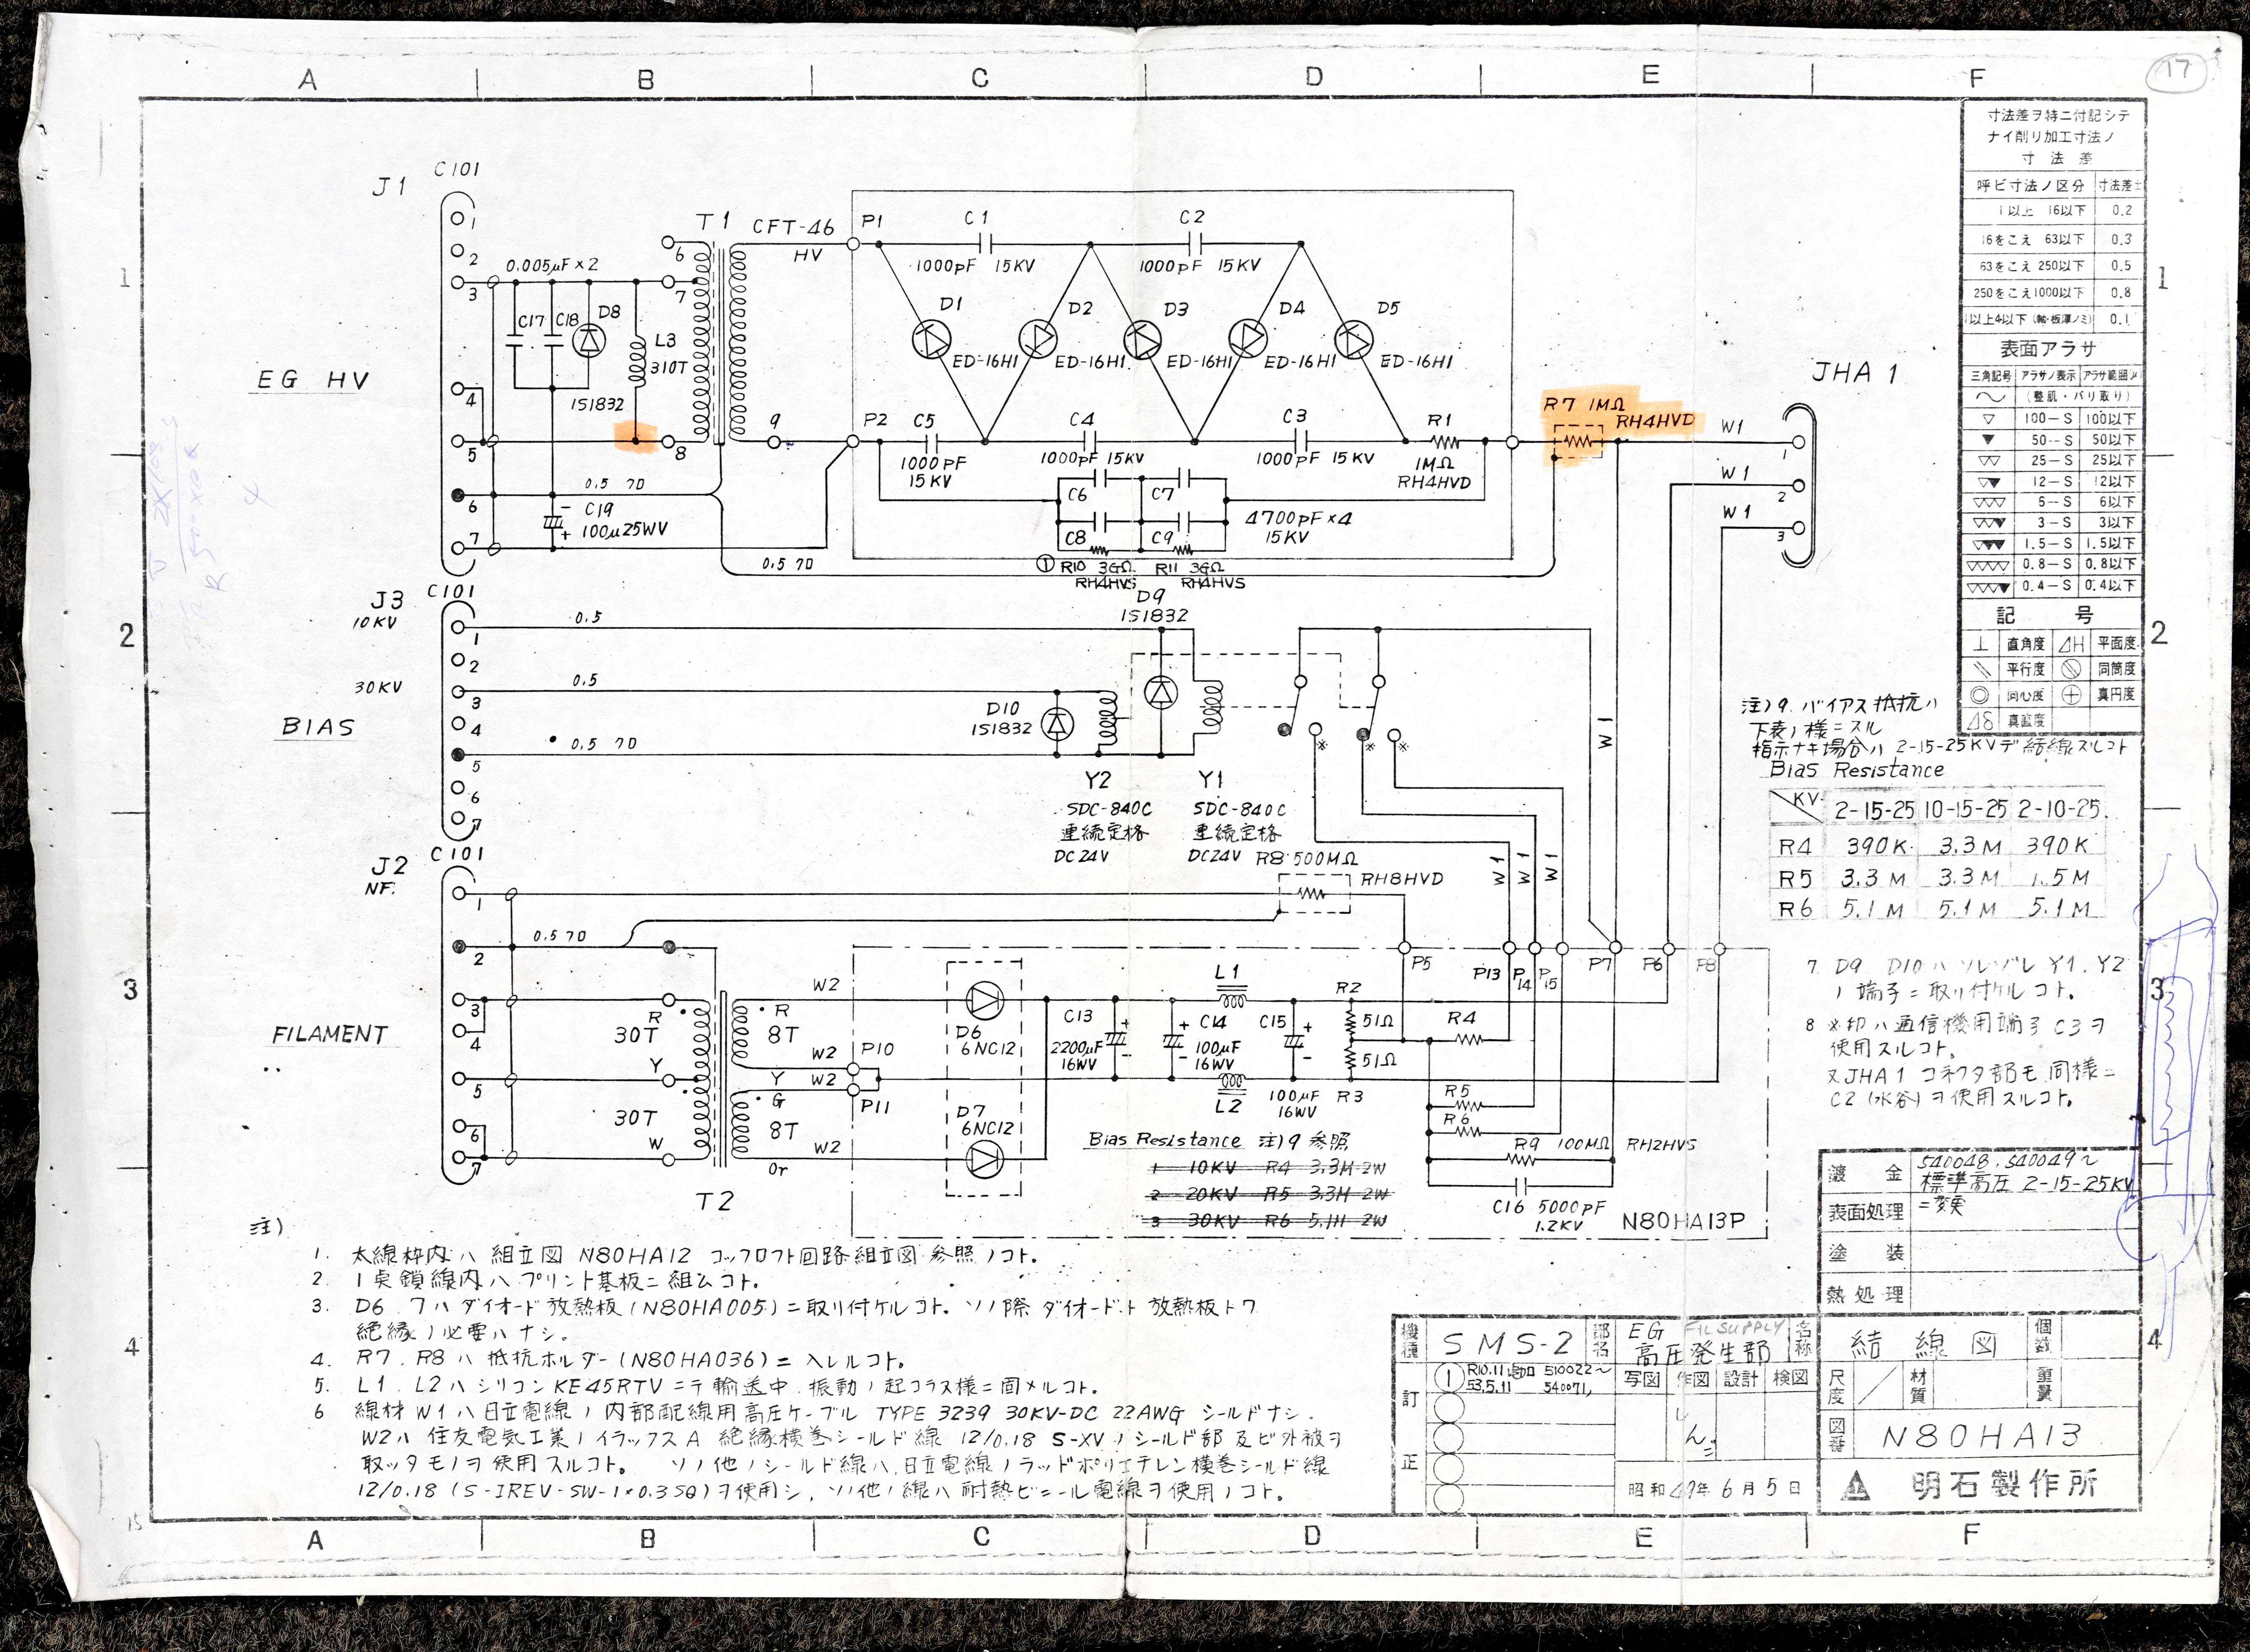 17
A B C D E F
寸法差ヲ特ニ付記シテ
ナイ削リ加工寸法ノ
寸法差
呼ビ寸法ノ区分 寸法差±
1以上 16以下 0.2
16をこえ 63以下 0.3
63をこえ 250以下 0.5
250をこえ1000以下 0.8
0.1
表面アラサ
三角記号 アラサノ表示 アラサ範囲μ
(整肌・バリ取り)
100-S 100以下
50-S 50以下
25-S 25以下
12-S 12以下
6-S 6以下
3-S 3以下
1.5-S 1.5以下
0.8-S 0.8以下
0.4-S 0.4以下
記号
⊥ 直角度 平面度
平行度 同筒度
◎ 同心度 ⊕ 真円度
真直度
1 1
2 2
3 3
4 4
J1 C101
1
2
3
4
5
6
7
EG HV
0.005μF×2
C17 C18 D8
1S1832
L3
310T
6
7
8
T1
CFT-46
HV
9
0.5
C19
100μ25WV
0.5
P1
P2
C1
1000pF 15KV
C2
1000pF 15KV
D1 D2 D3 D4 D5
ED-16H1 ED-16H1 ED-16H1 ED-16H1 ED-16H1
C5
1000PF
15KV
C4
1000pF 15KV
C3
1000pF 15KV
R1
1MΩ
RH4HVD
C6 C7
C8 C9
4700pF×4
15KV
① R10 3GΩ R11 3GΩ
RH4HVS RH4HVS
R7 1MΩ
RH4HVD
JHA1
W1
1
W1
2
W1
3
J3 C101
10KV
30KV
1
2
3
4
5
6
7
BIAS
0.5
0.5
0.5
D9
1S1832
D10
1S1832
Y2
SDC-840C
連続定格
DC24V
Y1
SDC-840C
連続定格
DC24V
※ ※
W1
W1 W1 W1
注)9. バイアス抵抗ハ
下表ノ様ニスル
指示ナキ場合ハ 2-15-25KVデ結線スルコト
Bias Resistance
KV 2-15-25 10-15-25 2-10-25
R4 390K 3.3M 390K
R5 3.3M 3.3M 1.5M
R6 5.1M 5.1M 5.1M
J2 C101
NF.
1
2
3
4
5
6
7
FILAMENT
0.5
R8 500MΩ
RH8HVD
R
30T
Y
30T
W
T2
R
8T
Y
G
8T
Or
W2
W2
W2
W2
P10
P11
D6
6NC12
D7
6NC12
C13
2200μF
16WV
L1
C14
100μF
16WV
L2
C15
100μF
16WV
R2
51Ω
51Ω
R3
R4
R5
R6
R9 100MΩ RH2HVS
C16 5000PF
1.2KV
N80HA13P
P5 P13 P14 P15 P7 P6 P8
Bias Resistance 注)9参照
1 10KV R4 3.3M 2W
2 20KV R5 3.3M 2W
3 30KV R6 5.1M 2W
7 D9 D10ハソレゾレ Y1, Y2
ノ端子ニ取リ付ケルコト。
8 ※印ハ通信機用端子C3ヲ
使用スルコト。
又JHA1 コネクタ部モ同様ニ
C2(水谷)ヲ使用スルコト。
注)
1. 太線枠内ハ組立図 N80HA12 コックロフト回路組立図参照ノコト。
2. 1点鎖線内ハプリント基板ニ組ムコト。
3. D6 7ハダイオード放熱板(N80HA005)ニ取リ付ケルコト。ソノ際ダイオードト放熱板トワ
絶縁ノ必要ハナシ。
4. R7, R8ハ抵抗ホルダー(N80HA036)ニ入レルコト。
5. L1 L2ハシリコンKE45RTVニテ輸送中振動ノ起コラヌ様ニ固メルコト。
6 線材W1ハ日立電線ノ内部配線用高圧ケーブル TYPE 3239 30KV-DC 22AWG シールドナシ.
W2ハ住友電気工業ノイラックスA 絶縁横巻シールド線 12/0.18 S-XVノシールド部及ビ外被ヲ
取ッタモノヲ使用スルコト。 ソノ他ノシールド線ハ日立電線ノラッドポリエチレン横巻シールド線
12/0.18 (S-IREV-SW-1×0.3SQ)ヲ使用シ, ソノ他ノ線ハ耐熱ビニール電線ヲ使用ノコト。
鍍金 540048, 540049~
標準高圧 2-15-25KV
ニ変更
表面処理
塗装
熱処理
機種 SMS-2 部名 EG FIL SUPPLY 名称 結線図 個数
高圧発生部
訂正 ① R10.11追加 510022~
53.5.11 540071
写図 作図 設計 検図
尺度 材質 重量
図番 N80HA13
昭和47年6月5日
明石製作所
15
A B C D E F